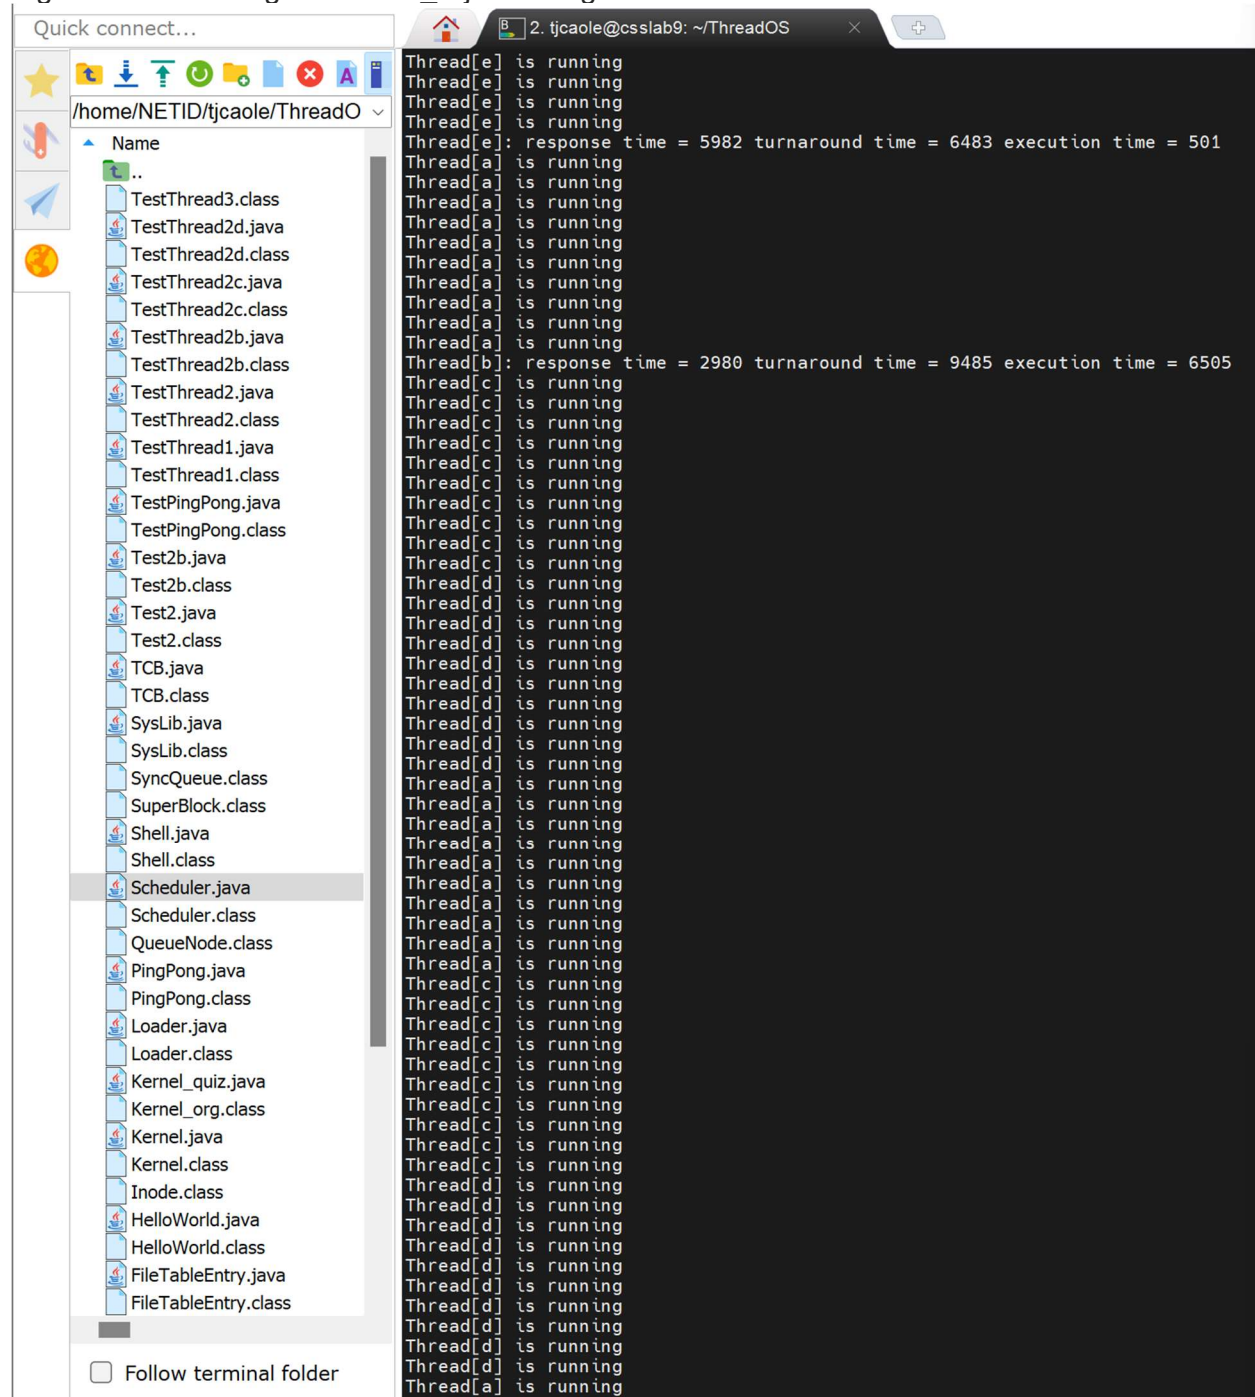 Quick connect...
/home/NETID/tjcaole/ThreadO
Name
..
TestThread3.class
TestThread2d.java
TestThread2d.class
TestThread2c.java
TestThread2c.class
TestThread2b.java
TestThread2b.class
TestThread2.java
TestThread2.class
TestThread1.java
TestThread1.class
TestPingPong.java
TestPingPong.class
Test2b.java
Test2b.class
Test2.java
Test2.class
TCB.java
TCB.class
SysLib.java
SysLib.class
SyncQueue.class
SuperBlock.class
Shell.java
Shell.class
Scheduler.java
Scheduler.class
QueueNode.class
PingPong.java
PingPong.class
Loader.java
Loader.class
Kernel_quiz.java
Kernel_org.class
Kernel.java
Kernel.class
Inode.class
HelloWorld.java
HelloWorld.class
FileTableEntry.java
FileTableEntry.class
Follow terminal folder
2. tjcaole@csslab9: ~/ThreadOS
Thread[e] is running
Thread[e] is running
Thread[e] is running
Thread[e] is running
Thread[e]: response time = 5982 turnaround time = 6483 execution time = 501
Thread[a] is running
Thread[a] is running
Thread[a] is running
Thread[a] is running
Thread[a] is running
Thread[a] is running
Thread[a] is running
Thread[a] is running
Thread[a] is running
Thread[a] is running
Thread[b]: response time = 2980 turnaround time = 9485 execution time = 6505
Thread[c] is running
Thread[c] is running
Thread[c] is running
Thread[c] is running
Thread[c] is running
Thread[c] is running
Thread[c] is running
Thread[c] is running
Thread[c] is running
Thread[c] is running
Thread[d] is running
Thread[d] is running
Thread[d] is running
Thread[d] is running
Thread[d] is running
Thread[d] is running
Thread[d] is running
Thread[d] is running
Thread[d] is running
Thread[d] is running
Thread[a] is running
Thread[a] is running
Thread[a] is running
Thread[a] is running
Thread[a] is running
Thread[a] is running
Thread[a] is running
Thread[a] is running
Thread[a] is running
Thread[a] is running
Thread[c] is running
Thread[c] is running
Thread[c] is running
Thread[c] is running
Thread[c] is running
Thread[c] is running
Thread[c] is running
Thread[c] is running
Thread[c] is running
Thread[c] is running
Thread[d] is running
Thread[d] is running
Thread[d] is running
Thread[d] is running
Thread[d] is running
Thread[d] is running
Thread[d] is running
Thread[d] is running
Thread[d] is running
Thread[d] is running
Thread[a] is running